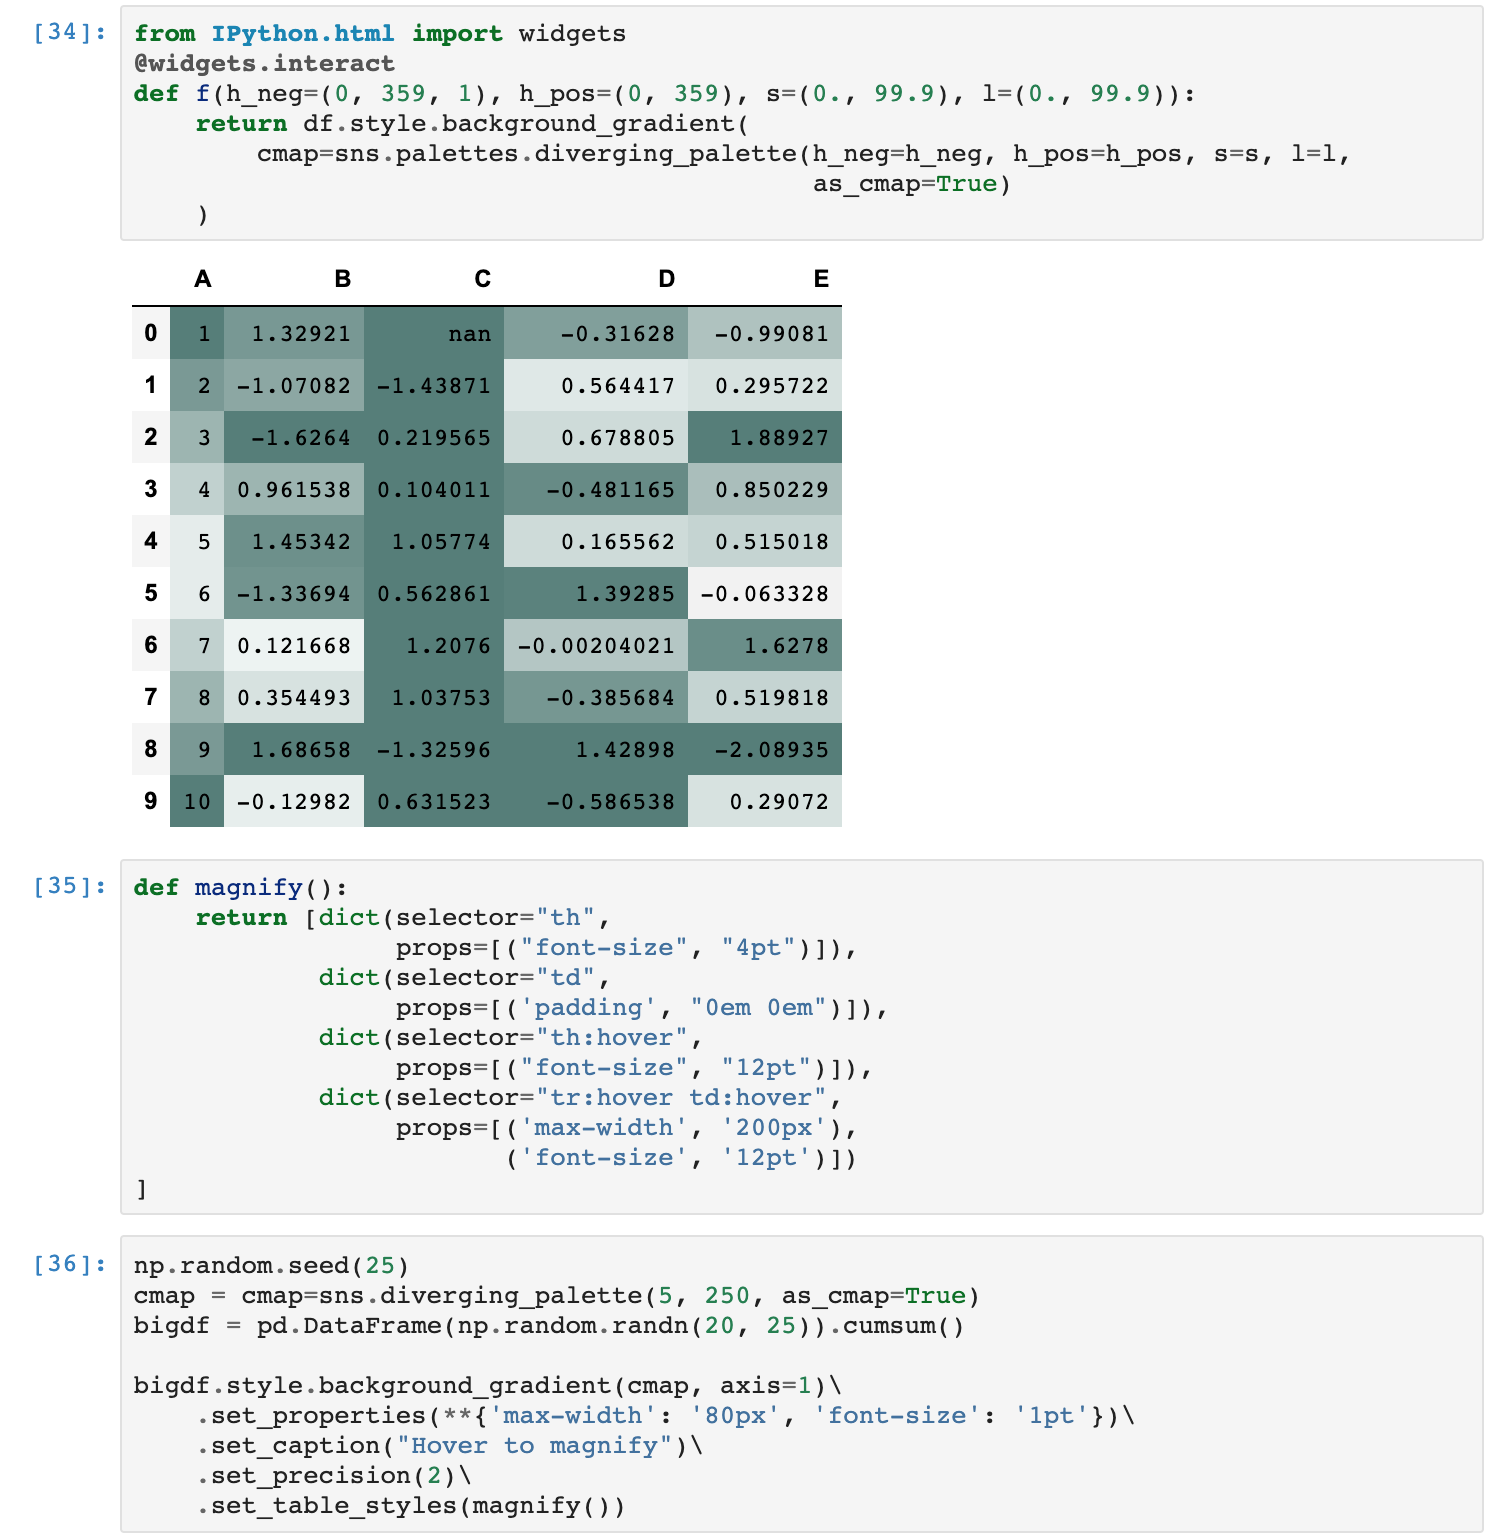 [34]: from IPython.html import widgets
@widgets.interact
def f(h_neg=(0, 359, 1), h_pos=(0, 359), s=(0., 99.9), l=(0., 99.9)):
    return df.style.background_gradient(
        cmap=sns.palettes.diverging_palette(h_neg=h_neg, h_pos=h_pos, s=s, l=l,
                                            as_cmap=True)
    )
A B C D E
0 1 1.32921 nan -0.31628 -0.99081
1 2 -1.07082 -1.43871 0.564417 0.295722
2 3 -1.6264 0.219565 0.678805 1.88927
3 4 0.961538 0.104011 -0.481165 0.850229
4 5 1.45342 1.05774 0.165562 0.515018
5 6 -1.33694 0.562861 1.39285 -0.063328
6 7 0.121668 1.2076 -0.00204021 1.6278
7 8 0.354493 1.03753 -0.385684 0.519818
8 9 1.68658 -1.32596 1.42898 -2.08935
9 10 -0.12982 0.631523 -0.586538 0.29072
[35]: def magnify():
    return [dict(selector="th",
                 props=[("font-size", "4pt")]),
            dict(selector="td",
                 props=[('padding', "0em 0em")]),
            dict(selector="th:hover",
                 props=[("font-size", "12pt")]),
            dict(selector="tr:hover td:hover",
                 props=[('max-width', '200px'),
                        ('font-size', '12pt')])
]
[36]: np.random.seed(25)
cmap = cmap=sns.diverging_palette(5, 250, as_cmap=True)
bigdf = pd.DataFrame(np.random.randn(20, 25)).cumsum()
bigdf.style.background_gradient(cmap, axis=1)\
    .set_properties(**{'max-width': '80px', 'font-size': '1pt'})\
    .set_caption("Hover to magnify")\
    .set_precision(2)\
    .set_table_styles(magnify())